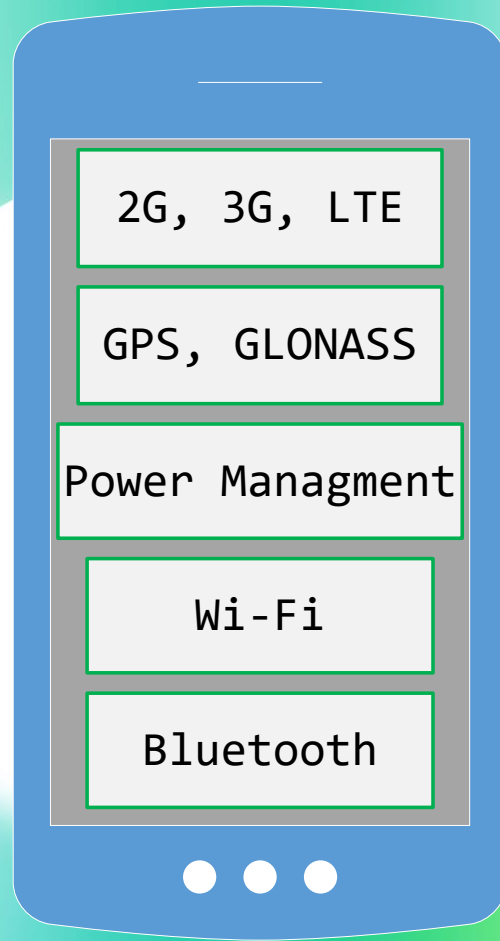 2G, 3G, LTE
GPS, GLONASS
Power Managment
Wi-Fi
Bluetooth